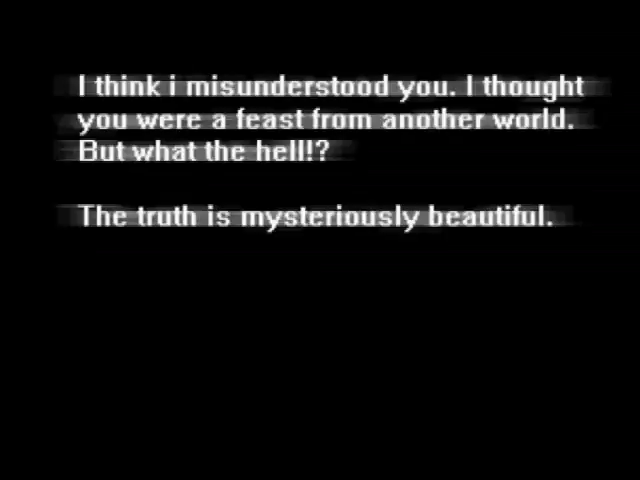 I think i misunderstood you. I thought
you were a feast from another world.
But what the hell!?
The truth is mysteriously beautiful.